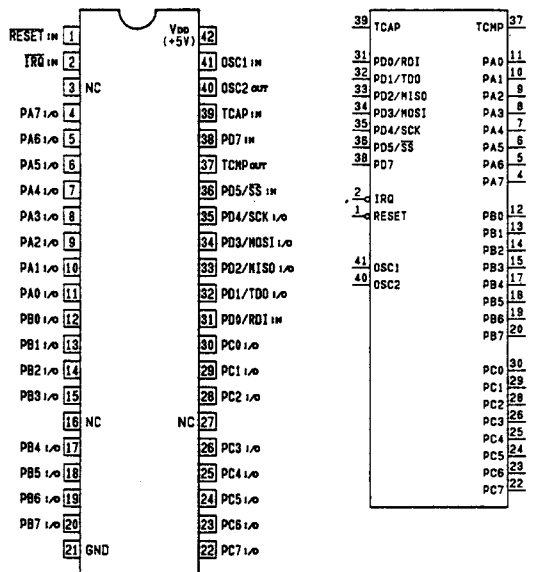 RESET IN 1 VDD (+5V) 42
IRQ IN 2 41 OSC1 IN
3 NC 40 OSC2 OUT
PA7 I/O 4 39 TCAP IN
PA6 I/O 5 38 PD7 IN
PA5 I/O 6 37 TCMP OUT
PA4 I/O 7 36 PD5/SS IN
PA3 I/O 8 35 PD4/SCK I/O
PA2 I/O 9 34 PD3/MOSI I/O
PA1 I/O 10 33 PD2/MISO I/O
PA0 I/O 11 32 PD1/TDO I/O
PB0 I/O 12 31 PD0/RDI IN
PB1 I/O 13 30 PC0 I/O
PB2 I/O 14 29 PC1 I/O
PB3 I/O 15 28 PC2 I/O
16 NC NC 27
PB4 I/O 17 26 PC3 I/O
PB5 I/O 18 25 PC4 I/O
PB6 I/O 19 24 PC5 I/O
PB7 I/O 20 23 PC6 I/O
21 GND 22 PC7 I/O
39 TCAP TCMP 37
31 PD0/RDI PA0 11
32 PD1/TDO PA1 10
33 PD2/MISO PA2 9
34 PD3/MOSI PA3 8
35 PD4/SCK PA4 7
36 PD5/SS PA5 6
38 PD7 PA6 5
PA7 4
2 IRQ
1 RESET PB0 12
PB1 13
PB2 14
41 OSC1 PB3 15
40 OSC2 PB4 17
PB5 18
PB6 19
PB7 20
PC0 30
PC1 29
PC2 28
PC3 26
PC4 25
PC5 24
PC6 23
PC7 22